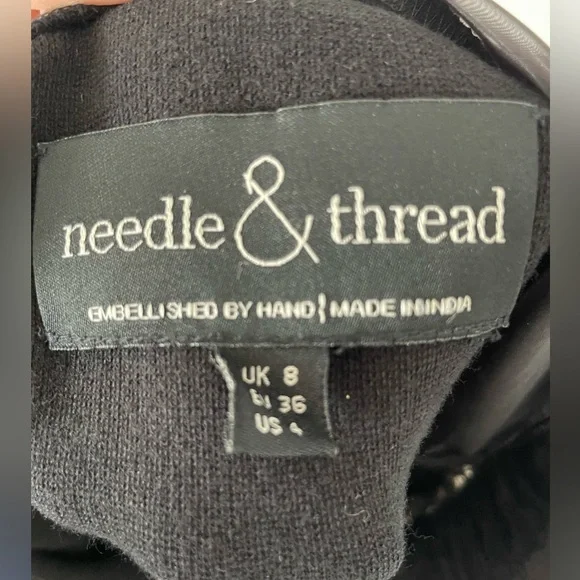 needle & thread
EMBELLISHED BY HAND | MADE IN INDIA
UK 8
EU 36
US 4